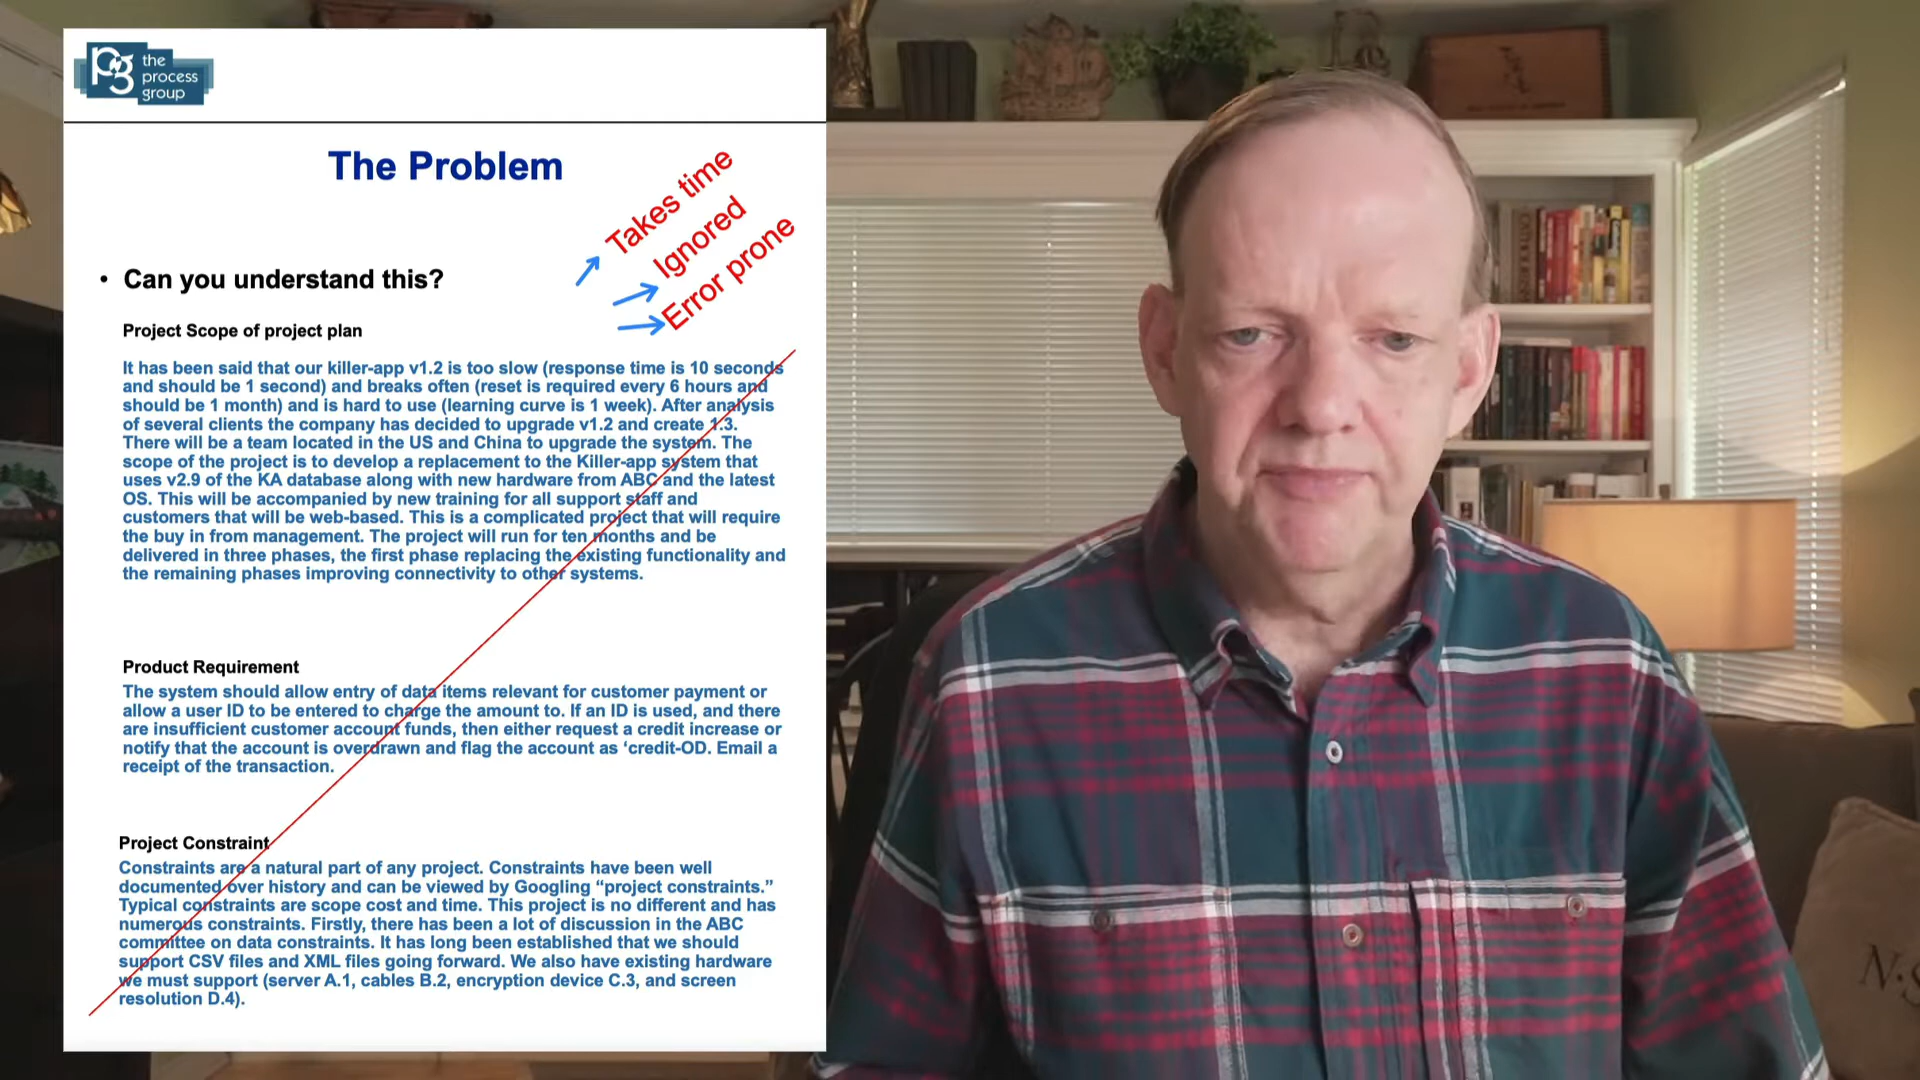 the
process
group
The Problem
Takes time
Ignored
Error prone
• Can you understand this?
Project Scope of project plan
It has been said that our killer-app v1.2 is too slow (response time is 10 seconds
and should be 1 second) and breaks often (reset is required every 6 hours and
should be 1 month) and is hard to use (learning curve is 1 week). After analysis
of several clients the company has decided to upgrade v1.2 and create 1.3.
There will be a team located in the US and China to upgrade the system. The
scope of the project is to develop a replacement to the Killer-app system that
uses v2.9 of the KA database along with new hardware from ABC and the latest
OS. This will be accompanied by new training for all support staff and
customers that will be web-based. This is a complicated project that will require
the buy in from management. The project will run for ten months and be
delivered in three phases, the first phase replacing the existing functionality and
the remaining phases improving connectivity to other systems.
Product Requirement
The system should allow entry of data items relevant for customer payment or
allow a user ID to be entered to charge the amount to. If an ID is used, and there
are insufficient customer account funds, then either request a credit increase or
notify that the account is overdrawn and flag the account as ‘credit-OD. Email a
receipt of the transaction.
Project Constraint
Constraints are a natural part of any project. Constraints have been well
documented over history and can be viewed by Googling “project constraints.”
Typical constraints are scope cost and time. This project is no different and has
numerous constraints. Firstly, there has been a lot of discussion in the ABC
committee on data constraints. It has long been established that we should
support CSV files and XML files going forward. We also have existing hardware
we must support (server A.1, cables B.2, encryption device C.3, and screen
resolution D.4).